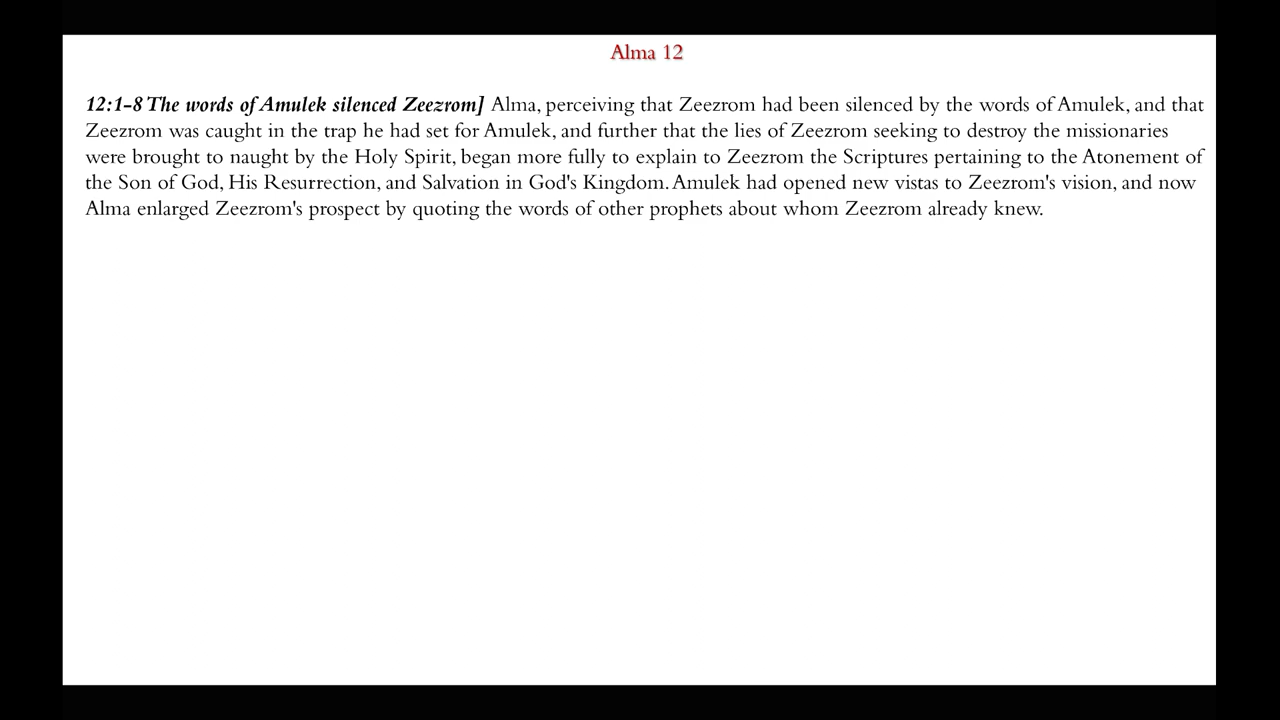 Alma 12
12:1-8 The words of Amulek silenced Zeezrom] Alma, perceiving that Zeezrom had been silenced by the words of Amulek, and that
Zeezrom was caught in the trap he had set for Amulek, and further that the lies of Zeezrom seeking to destroy the missionaries
were brought to naught by the Holy Spirit, began more fully to explain to Zeezrom the Scriptures pertaining to the Atonement of
the Son of God, His Resurrection, and Salvation in God's Kingdom. Amulek had opened new vistas to Zeezrom's vision, and now
Alma enlarged Zeezrom's prospect by quoting the words of other prophets about whom Zeezrom already knew.